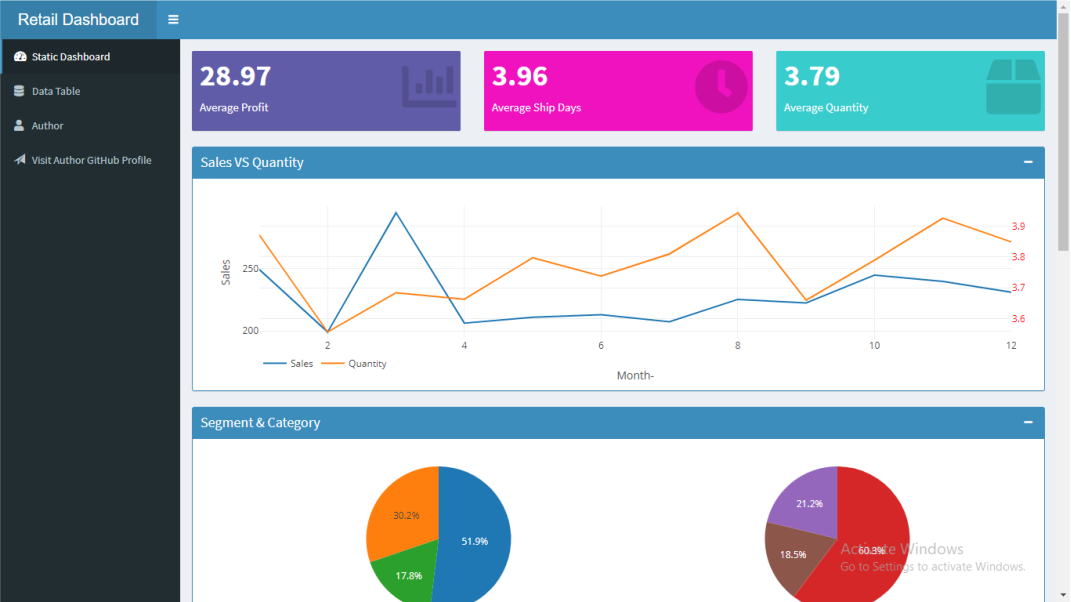 Retail Dashboard
Static Dashboard
Data Table
Author
Visit Author GitHub Profile
28.97
Average Profit
3.96
Average Ship Days
3.79
Average Quantity
Sales VS Quantity
Sales
250
200
3.9
3.8
3.7
3.6
2 4 6 8 10 12
Sales Quantity
Month-
Segment & Category
30.2%
51.9%
17.8%
21.2%
18.5%
60.3%
Activate Windows
Go to Settings to activate Windows.